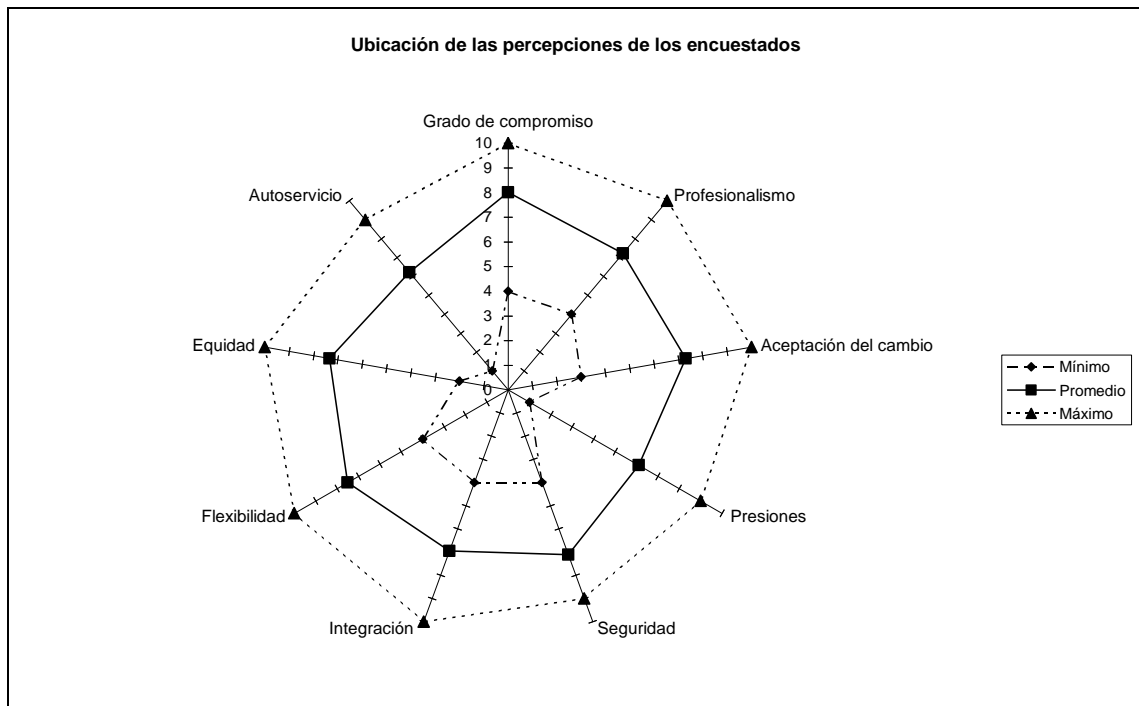 Ubicación de las percepciones de los encuestados
Grado de compromiso
10
9
8
7
6
5
4
3
2
1
0
Autoservicio
Profesionalismo
Equidad
Aceptación del cambio
Flexibilidad
Presiones
Integración
Seguridad
Mínimo
Promedio
Máximo